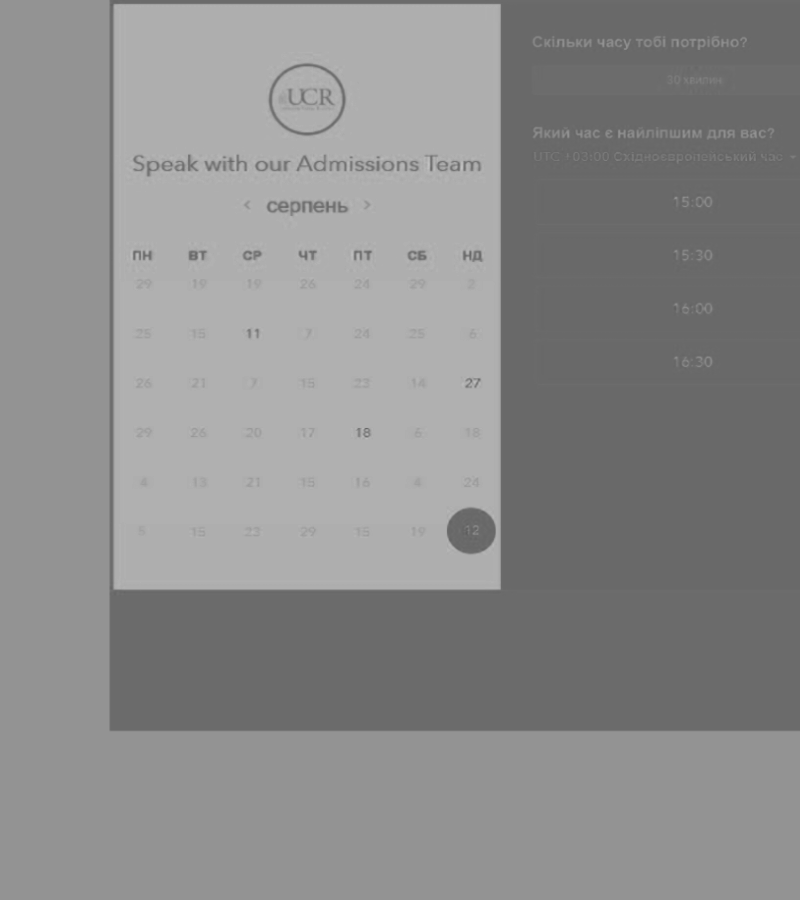 UCR
Speak with our Admissions Team
< серпень >
ПН ВТ СР ЧТ ПТ СБ НД
29 19 19 26 24 29 2
25 15 11 7 24 25 6
26 21 7 15 23 14 27
29 26 20 17 18 6 18
4 13 21 15 16 4 24
5 15 23 29 15 19 12
Скільки часу тобі потрібно?
30 хвилин
Який час є найліпшим для вас?
UTC +03:00 Східноєвропейський час
15:00
15:30
16:00
16:30